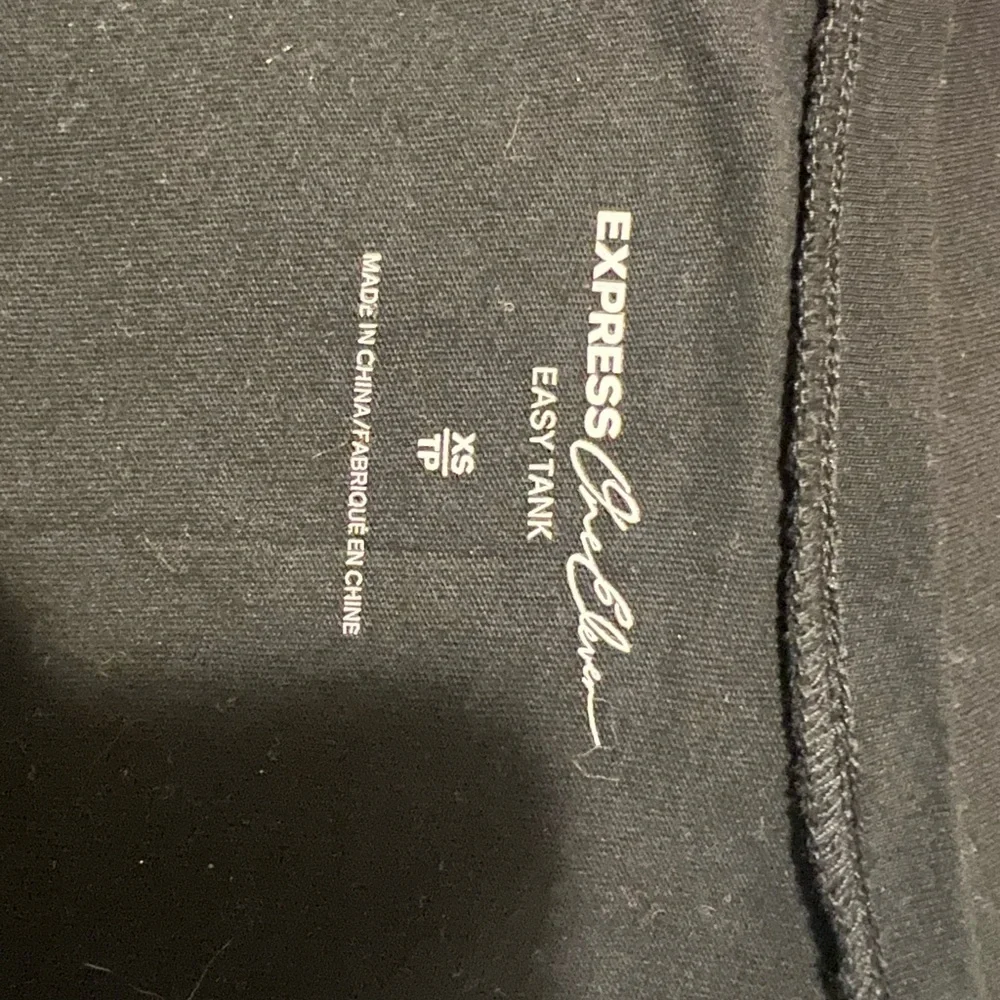 EXPRESS One Eleven
EASY TANK
XS
TP
MADE IN CHINA/FABRIQUÉ EN CHINE